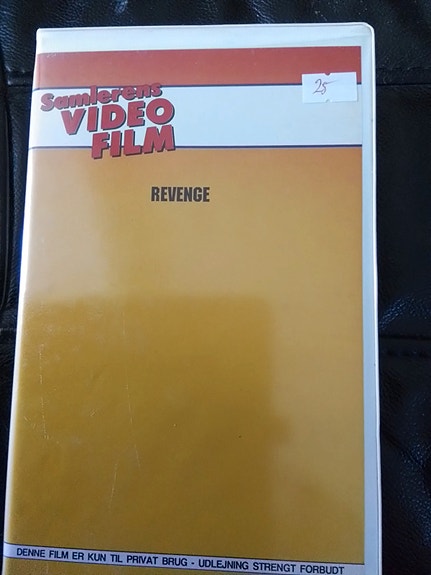 25-
Samlerens
VIDEO
FILM
REVENGE
DENNE FILM ER KUN TIL PRIVAT BRUG - UDLEJNING STRENGT FORBUDT